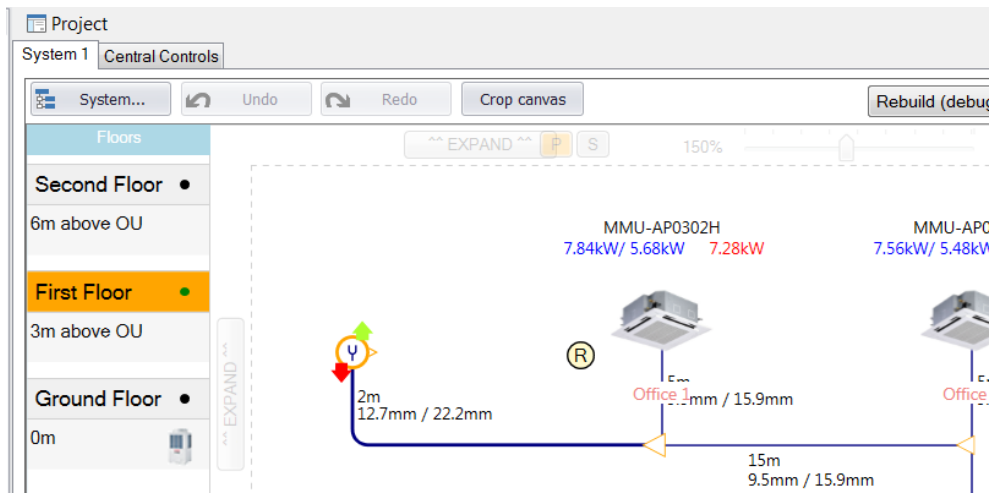 Project
System 1 Central Controls
System... Undo Redo Crop canvas Rebuild (debug
Floors
^^ EXPAND ^^ P S 150%
Second Floor
6m above OU
MMU-AP0302H MMU-AP0
7.84kW/ 5.68kW 7.28kW 7.56kW/ 5.48kW
First Floor
3m above OU
^^ EXPAND ^^
Y
R
Ground Floor
0m
2m
12.7mm / 22.2mm
5m
Office 1
mm / 15.9mm
Office
15m
9.5mm / 15.9mm